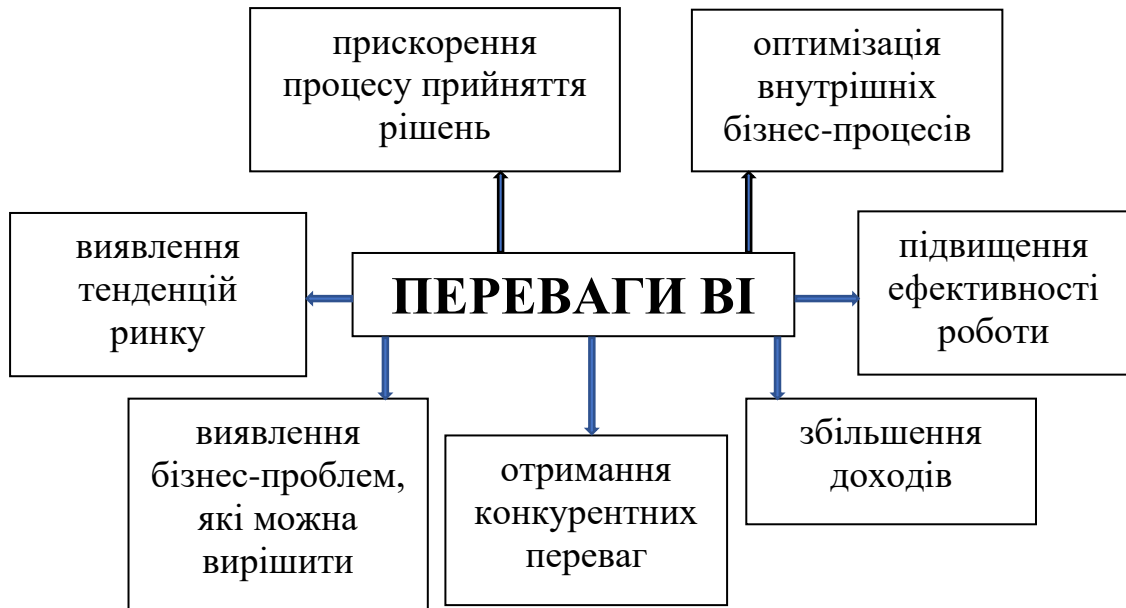 прискорення
процесу прийняття
рішень
оптимізація
внутрішніх
бізнес-процесів
виявлення
тенденцій
ринку
ПЕРЕВАГИ ВІ
підвищення
ефективності
роботи
виявлення
бізнес-проблем,
які можна
вирішити
отримання
конкурентних
переваг
збільшення
доходів